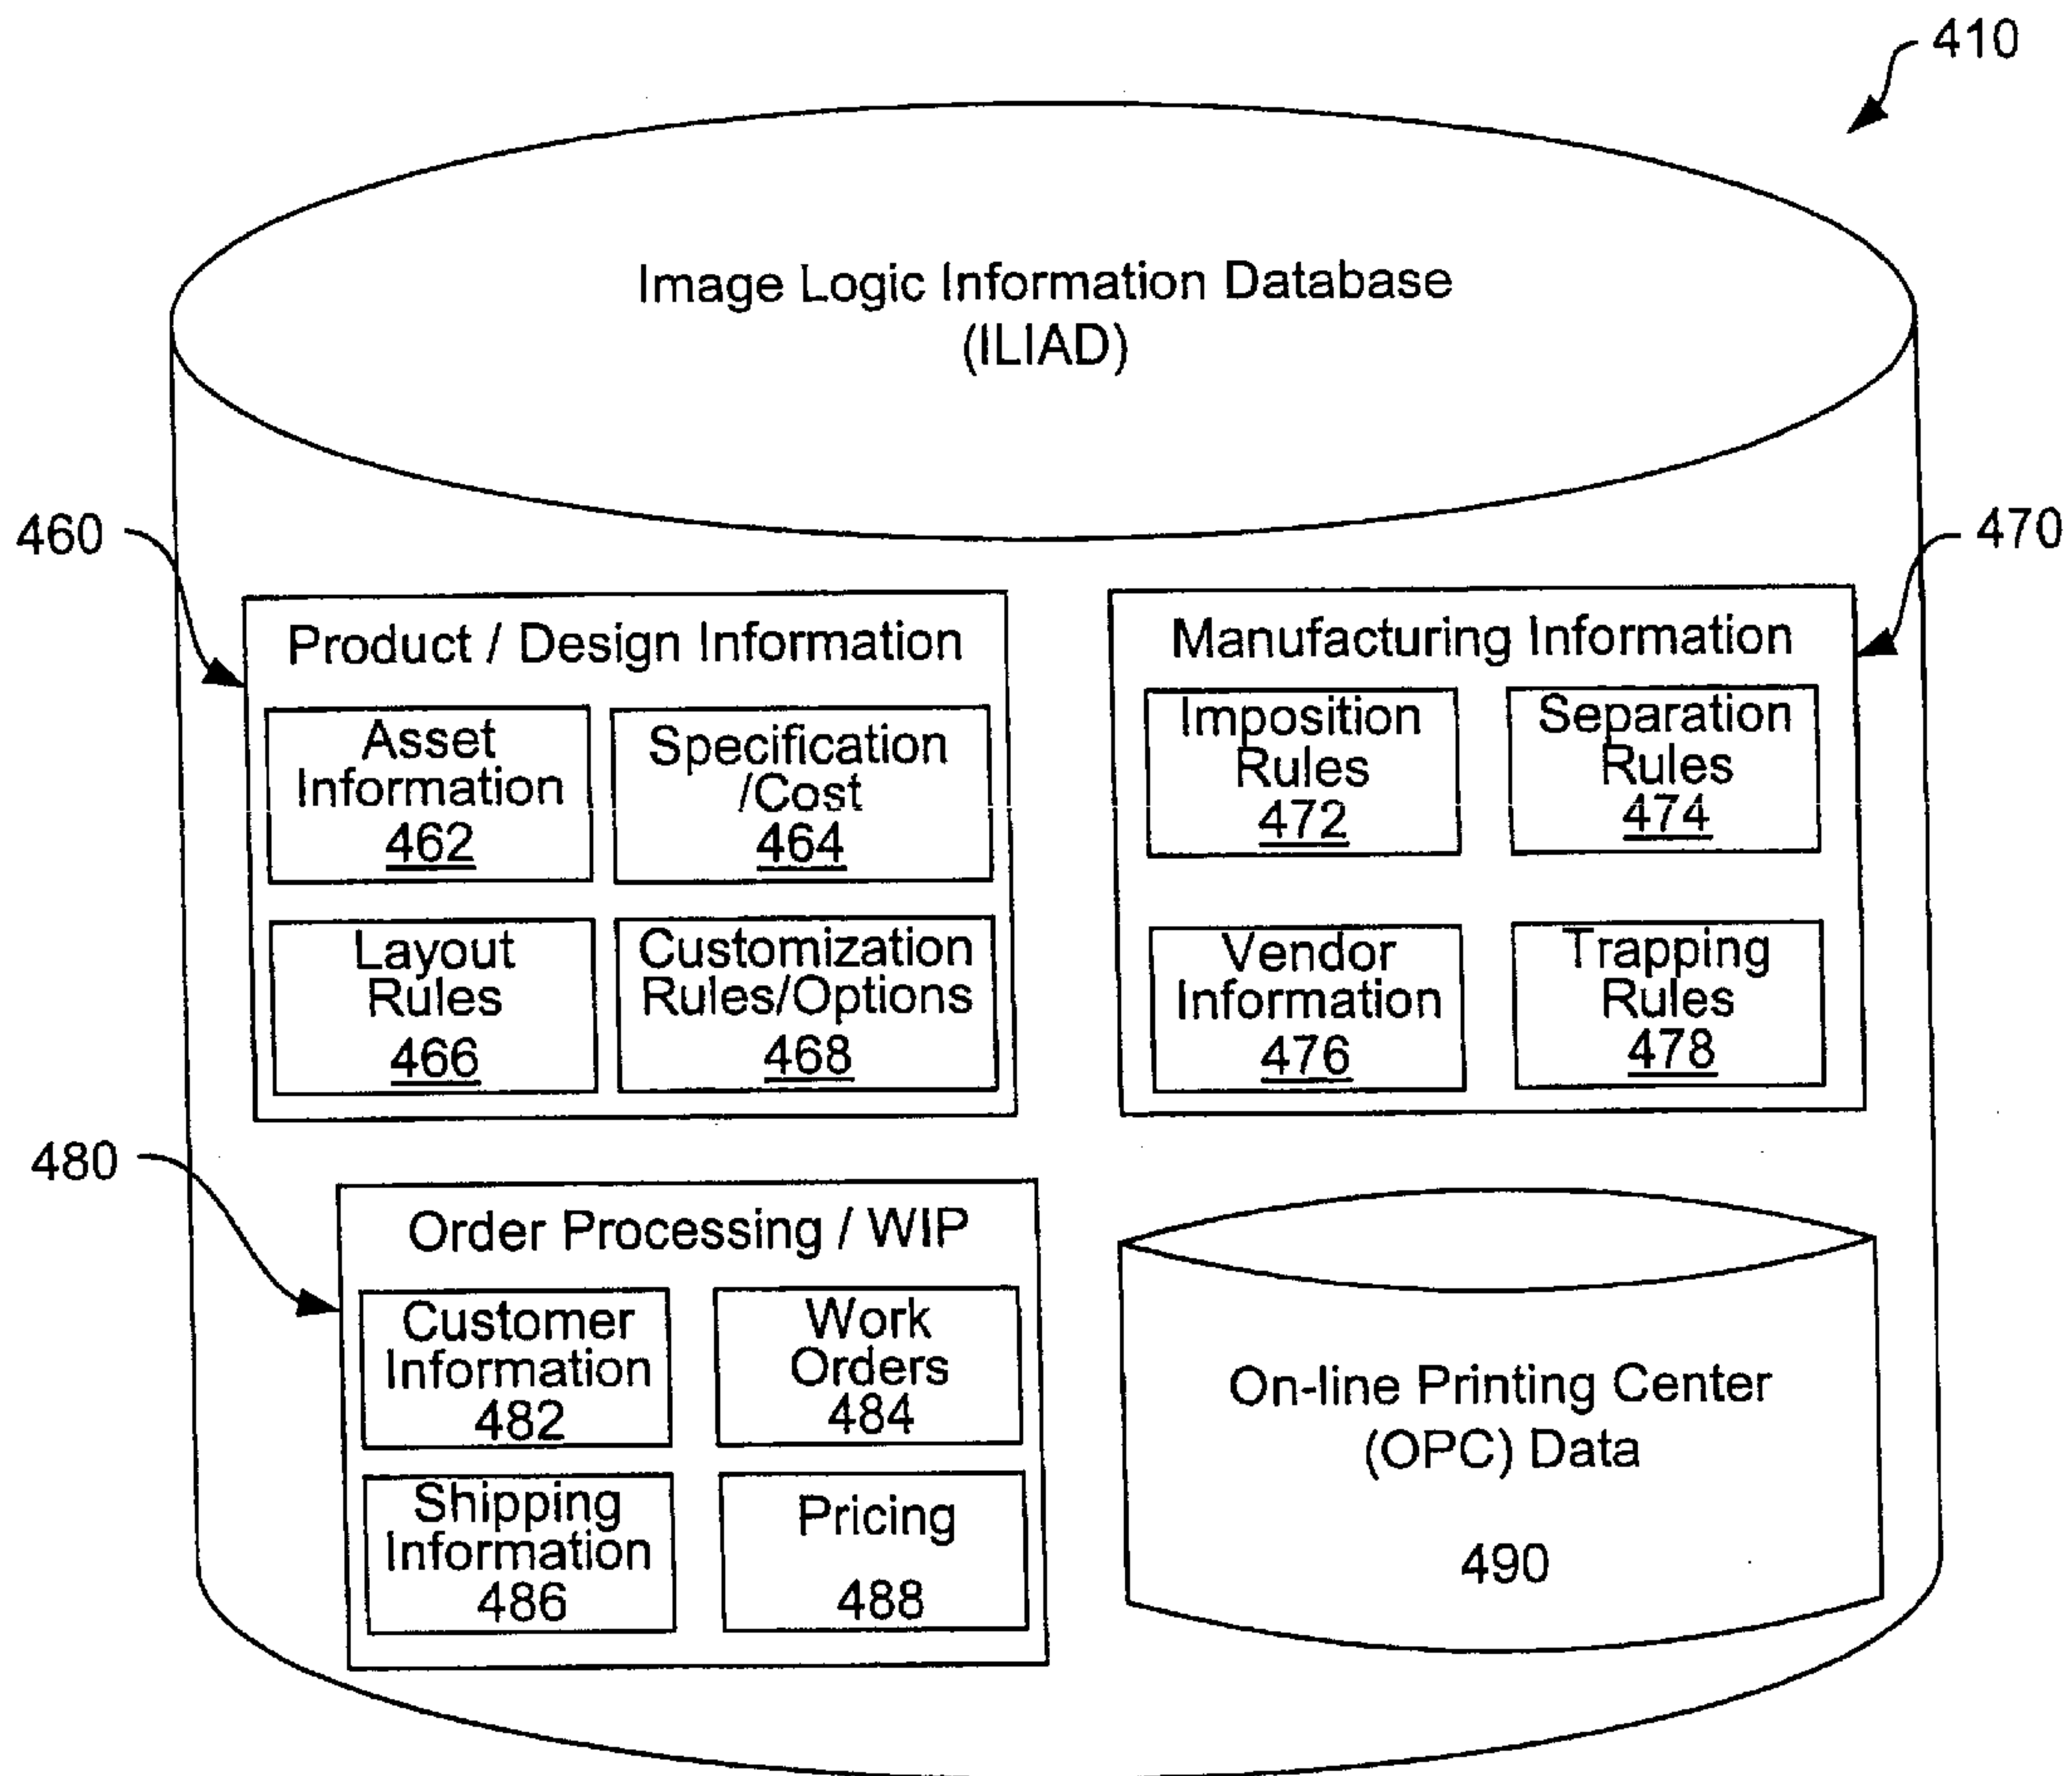 410
Image Logic Information Database
(ILIAD)
460
470
Product / Design Information
Asset
Information
462
Specification
/Cost
464
Layout
Rules
466
Customization
Rules/Options
468
Manufacturing Information
Imposition
Rules
472
Separation
Rules
474
Vendor
Information
476
Trapping
Rules
478
480
Order Processing / WIP
Customer
Information
482
Work
Orders
484
Shipping
Information
486
Pricing
488
On-line Printing Center
(OPC) Data
490